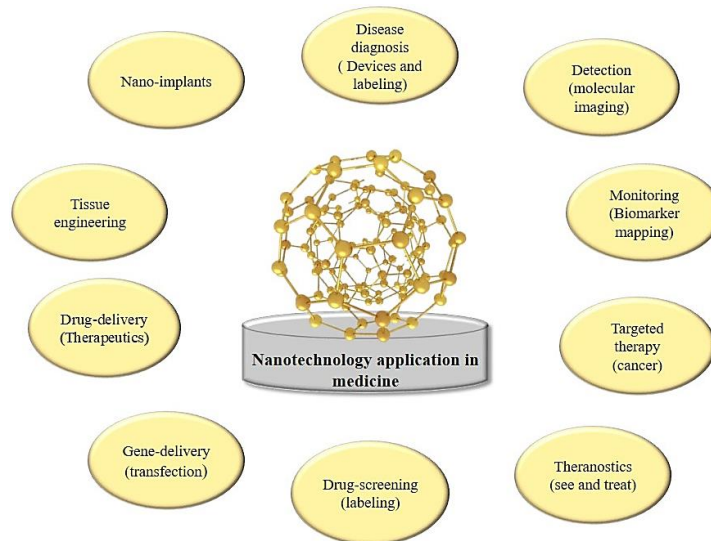 Disease
diagnosis
( Devices and
labeling)
Nano-implants
Detection
(molecular
imaging)
Tissue
engineering
Monitoring
(Biomarker
mapping)
Drug-delivery
(Therapeutics)
Nanotechnology application in
medicine
Targeted
therapy
(cancer)
Gene-delivery
(transfection)
Drug-screening
(labeling)
Theranostics
(see and treat)